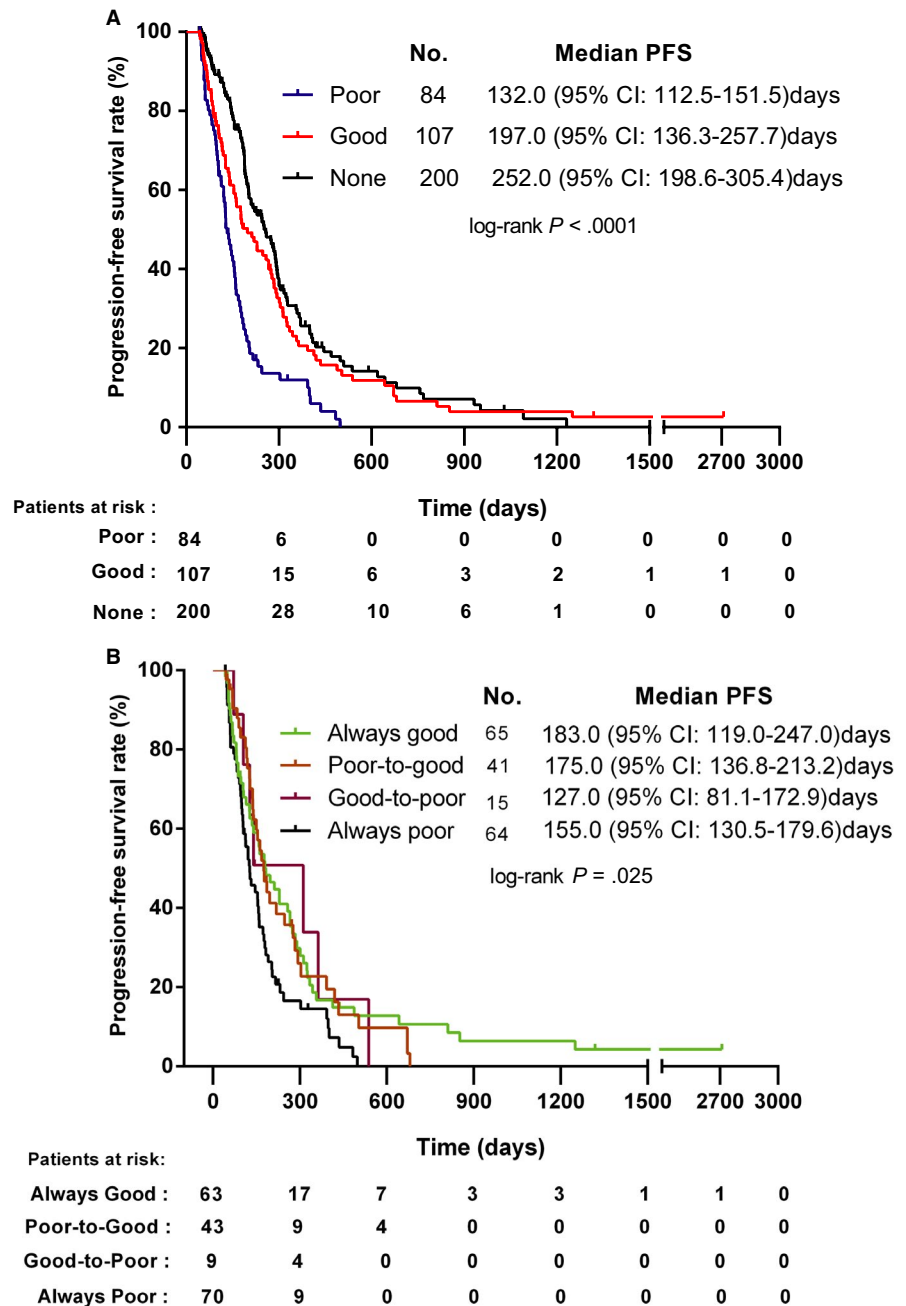 A
Progression-free survival rate (%)
100
80
60
40
20
0
No. Median PFS
Poor 84 132.0 (95% CI: 112.5-151.5)days
Good 107 197.0 (95% CI: 136.3-257.7)days
None 200 252.0 (95% CI: 198.6-305.4)days
log-rank P < .0001
0 300 600 900 1200 1500 2700 3000
Time (days)
Patients at risk :
Poor : 84 6 0 0 0 0 0 0
Good : 107 15 6 3 2 1 1 0
None : 200 28 10 6 1 0 0 0
B
Progression-free survival rate (%)
100
80
60
40
20
0
No. Median PFS
Always good 65 183.0 (95% CI: 119.0-247.0)days
Poor-to-good 41 175.0 (95% CI: 136.8-213.2)days
Good-to-poor 15 127.0 (95% CI: 81.1-172.9)days
Always poor 64 155.0 (95% CI: 130.5-179.6)days
log-rank P = .025
0 300 600 900 1200 1500 2700 3000
Time (days)
Patients at risk:
Always Good : 63 17 7 3 3 1 1 0
Poor-to-Good : 43 9 4 0 0 0 0 0
Good-to-Poor : 9 4 0 0 0 0 0 0
Always Poor : 70 9 0 0 0 0 0 0